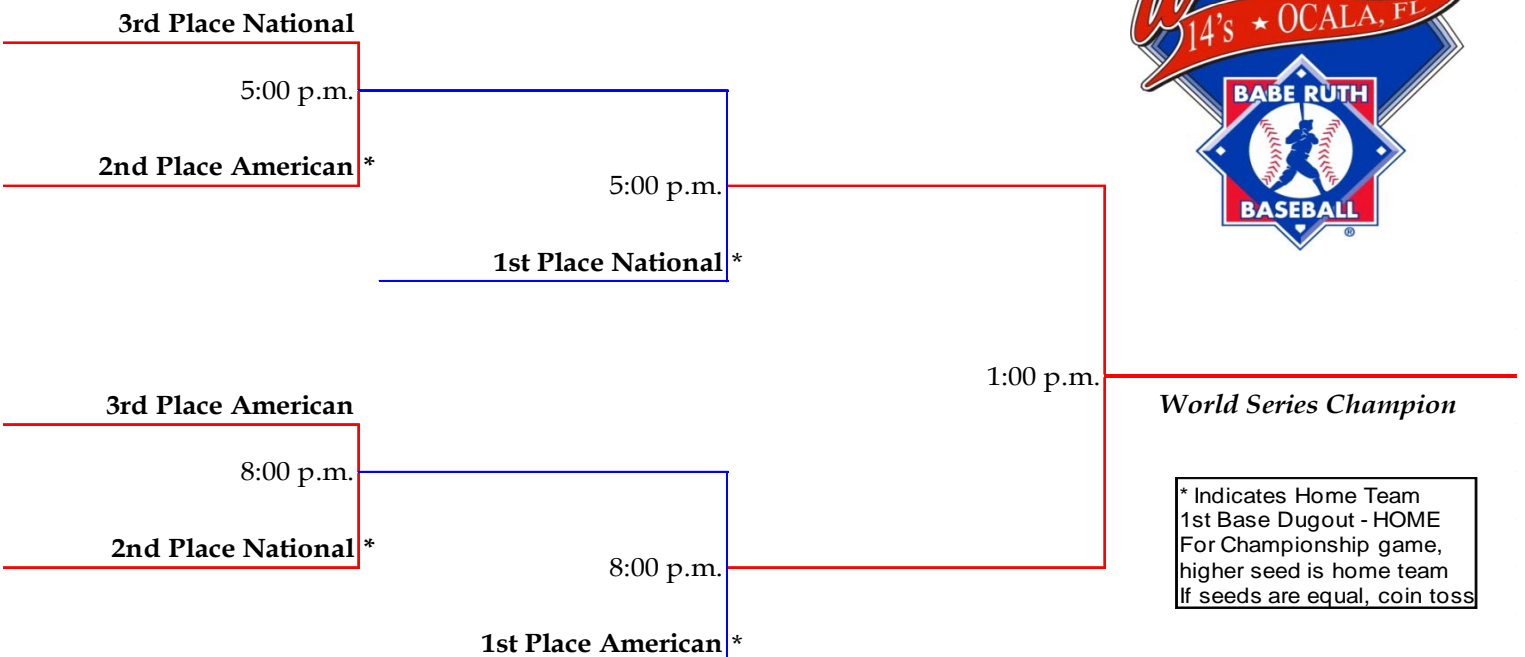 3rd Place National
14's ★ OCALA, FL
5:00 p.m.
BABE RUTH
BASEBALL
®
2nd Place American *
5:00 p.m.
1st Place National *
1:00 p.m.
World Series Champion
3rd Place American
8:00 p.m.
2nd Place National *
8:00 p.m.
1st Place American *
* Indicates Home Team
1st Base Dugout - HOME
For Championship game,
higher seed is home team
If seeds are equal, coin toss